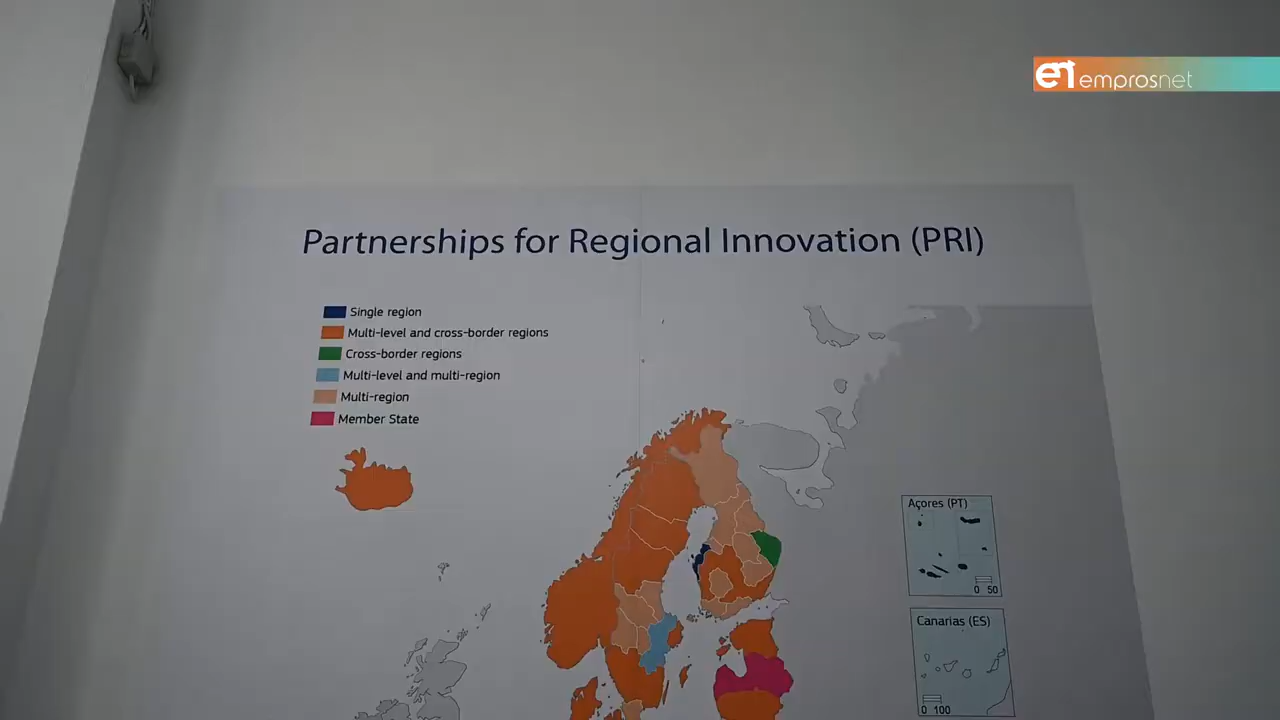 emprosnet
Partnerships for Regional Innovation (PRI)
Single region
Multi-level and cross-border regions
Cross-border regions
Multi-level and multi-region
Multi-region
Member State
Açores (PT)
0 50
Canarias (ES)
0 100